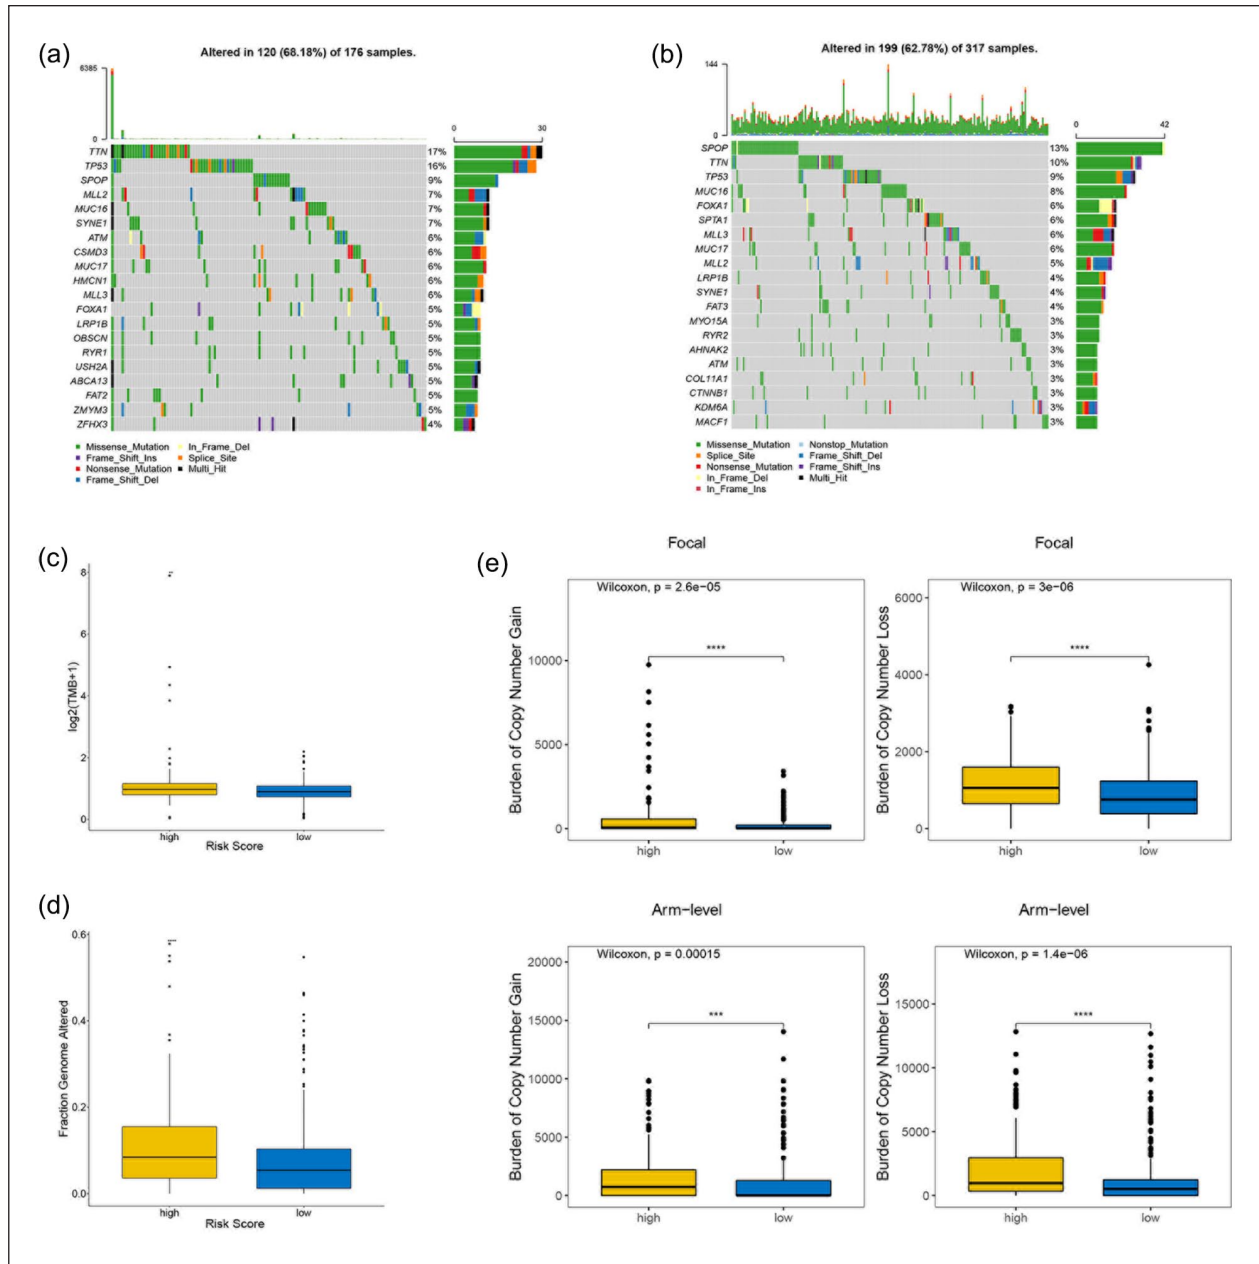 (a)
Altered in 120 (68.18%) of 176 samples.
6385
0
0 30
TTN 17%
TP53 16%
SPOP 9%
MLL2 7%
MUC16 7%
SYNE1 7%
ATM 6%
CSMD3 6%
MUC17 6%
HMCN1 6%
MLL3 6%
FOXA1 5%
LRP1B 5%
OBSCN 5%
RYR1 5%
USH2A 5%
ABCA13 5%
FAT2 5%
ZMYM3 5%
ZFHX3 4%
Missense_Mutation In_Frame_Del
Frame_Shift_Ins Splice_Site
Nonsense_Mutation Multi_Hit
Frame_Shift_Del
(b)
Altered in 199 (62.78%) of 317 samples.
144
0
0 42
SPOP 13%
TTN 10%
TP53 9%
MUC16 8%
FOXA1 6%
SPTA1 6%
MLL3 6%
MUC17 6%
MLL2 5%
LRP1B 4%
SYNE1 4%
FAT3 4%
MYO15A 3%
RYR2 3%
AHNAK2 3%
ATM 3%
COL11A1 3%
CTNNB1 3%
KDM6A 3%
MACF1 3%
Missense_Mutation Nonstop_Mutation
Splice_Site Frame_Shift_Del
Nonsense_Mutation Frame_Shift_Ins
In_Frame_Del Multi_Hit
In_Frame_Ins
(c)
log2(TMB+1)
8
6
4
2
0
high low
Risk Score
(d)
Fraction Genome Altered
0.6
0.4
0.2
0.0
high low
Risk Score
(e)
Focal
Wilcoxon, p = 2.6e−05
****
Burden of Copy Number Gain
10000
5000
0
high low
Focal
Wilcoxon, p = 3e−06
****
Burden of Copy Number Loss
6000
4000
2000
0
high low
Arm−level
Wilcoxon, p = 0.00015
***
Burden of Copy Number Gain
20000
15000
10000
5000
0
high low
Arm−level
Wilcoxon, p = 1.4e−06
****
Burden of Copy Number Loss
15000
10000
5000
0
high low